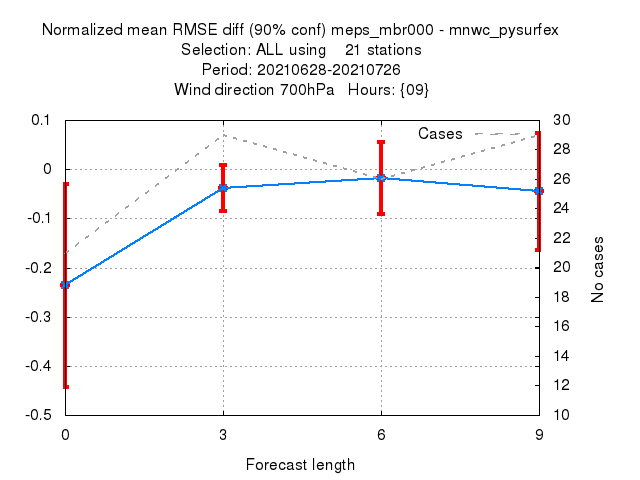 Normalized mean RMSE diff (90% conf) meps_mbr000 - mnwc_pysurfex
Selection: ALL using 21 stations
Period: 20210628-20210726
Wind direction 700hPa Hours: {09}
Cases
0.1
0
-0.1
-0.2
-0.3
-0.4
-0.5
30
28
26
24
22
20
18
16
14
12
10
No cases
0 3 6 9
Forecast length